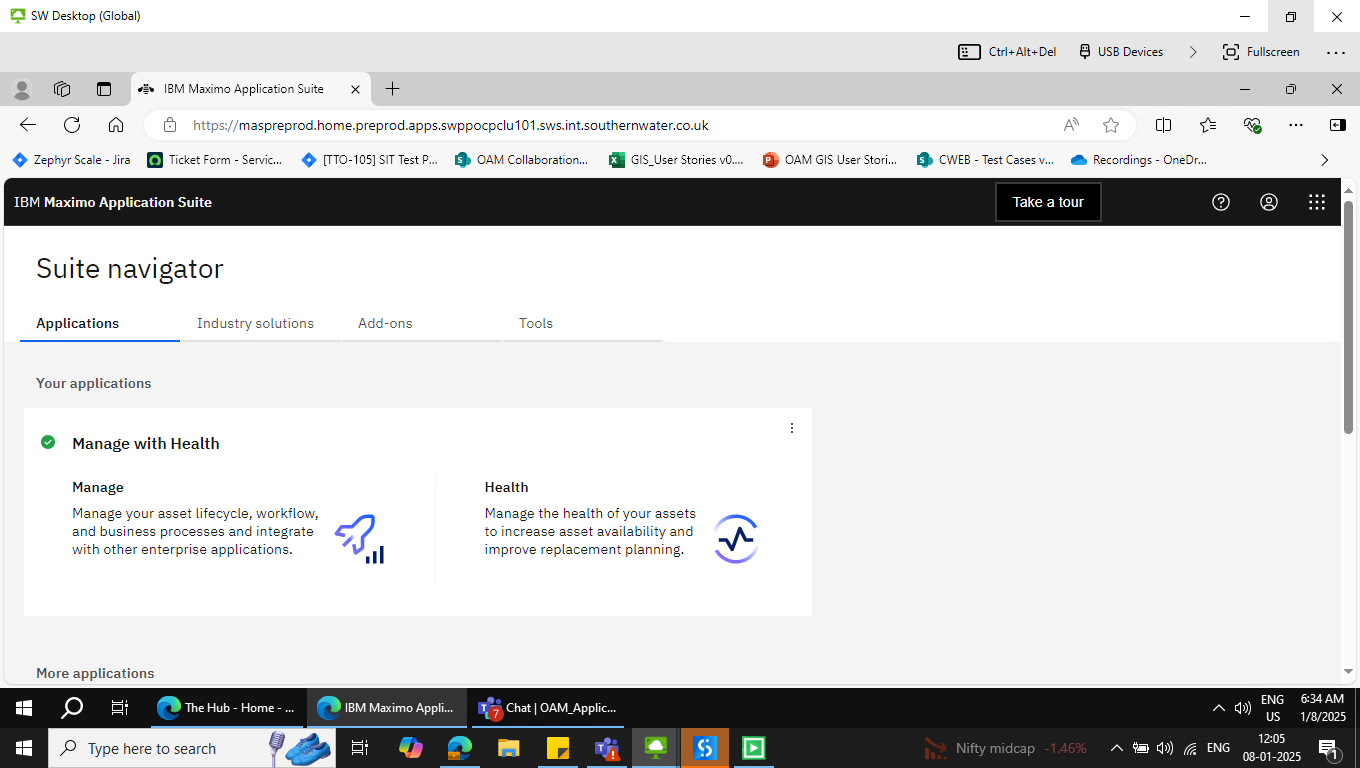 SW Desktop (Global)
Ctrl+Alt+Del USB Devices Fullscreen
IBM Maximo Application Suite
https://maspreprod.home.preprod.apps.swppocpclu101.sws.int.southernwater.co.uk
Zephyr Scale - Jira Ticket Form - Servic... [TTO-105] SIT Test P... OAM Collaboration... GIS_User Stories v0.... OAM GIS User Stori... CWEB - Test Cases v... Recordings - OneDr...
IBM Maximo Application Suite Take a tour
Suite navigator
Applications Industry solutions Add-ons Tools
Your applications
Manage with Health
Manage
Manage your asset lifecycle, workflow,
and business processes and integrate
with other enterprise applications.
Health
Manage the health of your assets
to increase asset availability and
improve replacement planning.
More applications
The Hub - Home - ... IBM Maximo Appli... 7 Chat | OAM_Applic... ENG
US 6:34 AM
1/8/2025
Type here to search Nifty midcap -1.46% ENG 12:05
08-01-2025 1